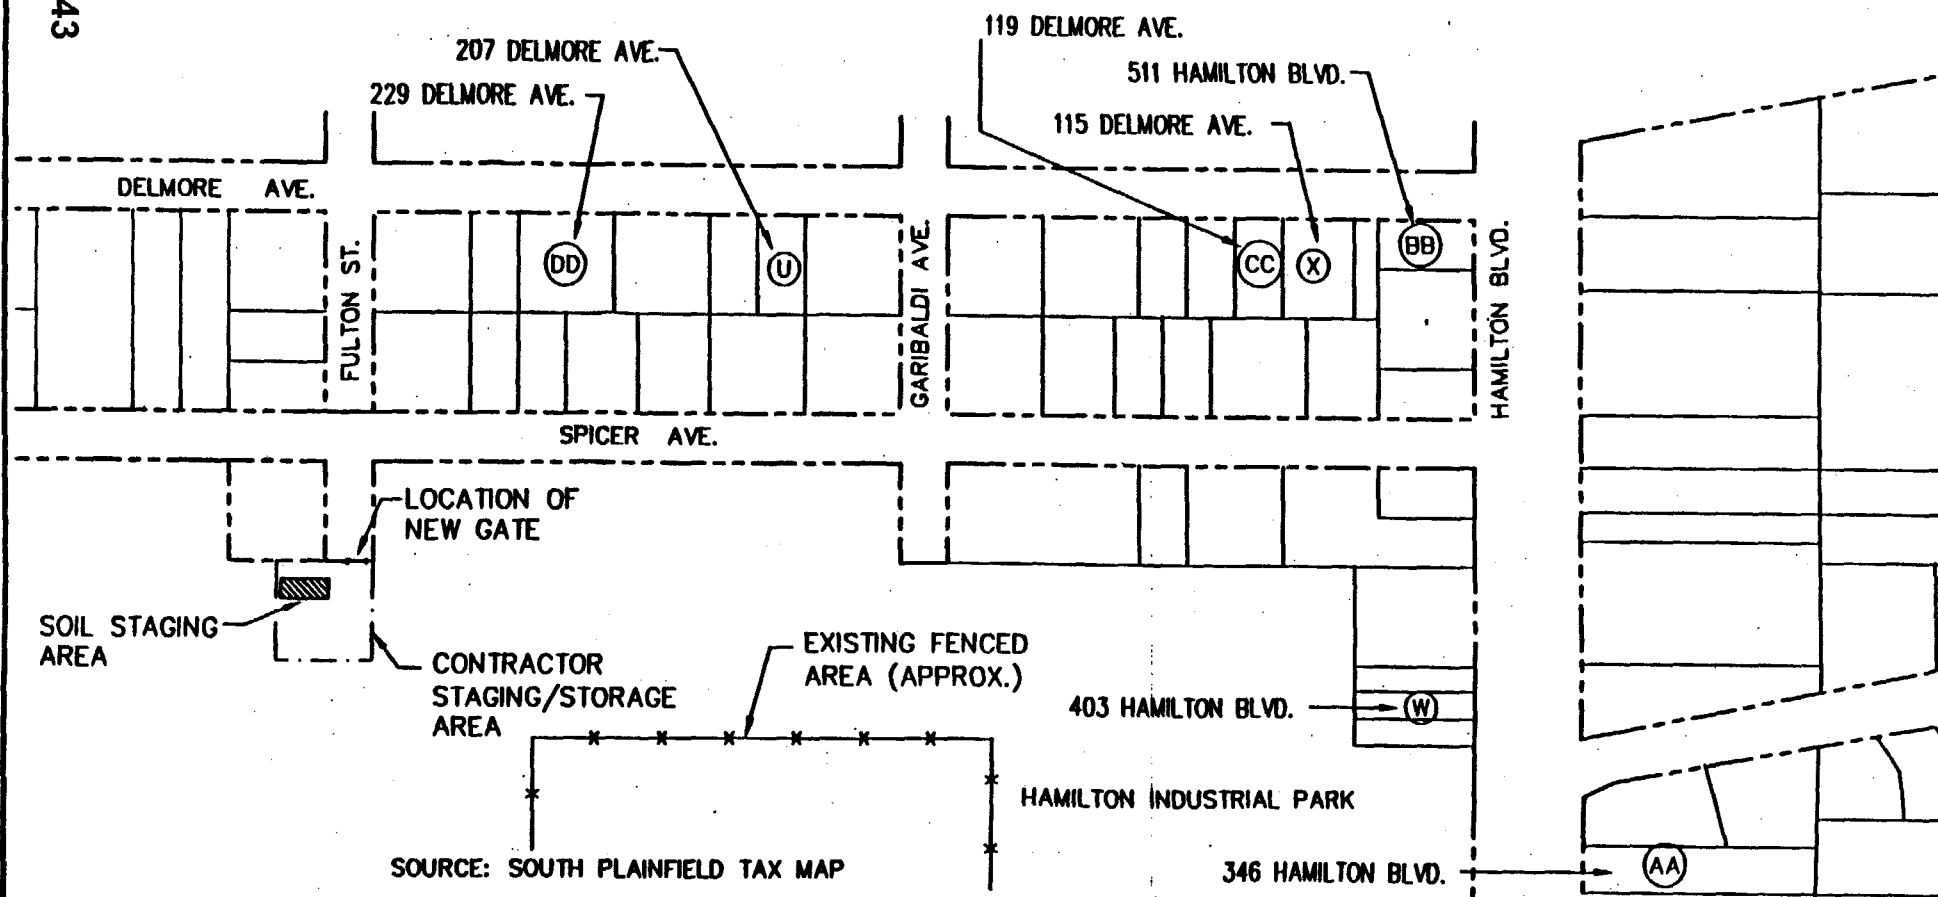 43
119 DELMORE AVE.
207 DELMORE AVE.
511 HAMILTON BLVD.
229 DELMORE AVE.
115 DELMORE AVE.
DELMORE AVE.
FULTON ST.
DD
U
GARIBALDI AVE.
CC
X
BB
HAMILTON BLVD.
SPICER AVE.
LOCATION OF
NEW GATE
SOIL STAGING
AREA
CONTRACTOR
STAGING/STORAGE
AREA
EXISTING FENCED
AREA (APPROX.)
403 HAMILTON BLVD.
W
HAMILTON INDUSTRIAL PARK
SOURCE: SOUTH PLAINFIELD TAX MAP
346 HAMILTON BLVD.
AA